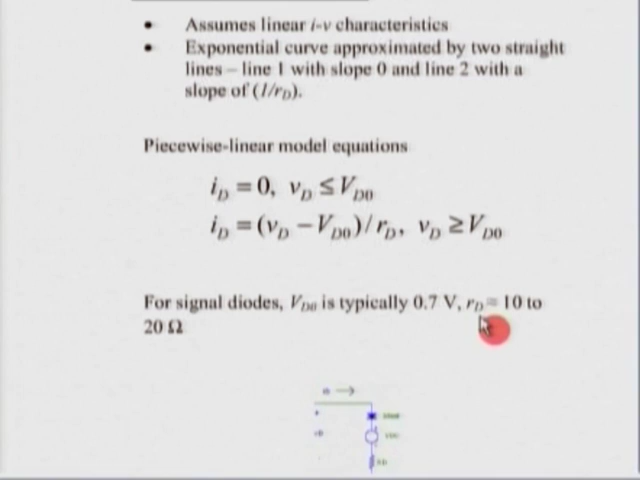 • Assumes linear i-v characteristics
• Exponential curve approximated by two straight
lines – line 1 with slope 0 and line 2 with a
slope of (1/rD).
Piecewise-linear model equations
iD = 0, vD ≤ VD0
iD = (vD − VD0)/ rD, vD ≥ VD0
For signal diodes, VD0 is typically 0.7 V, rD = 10 to
20 Ω